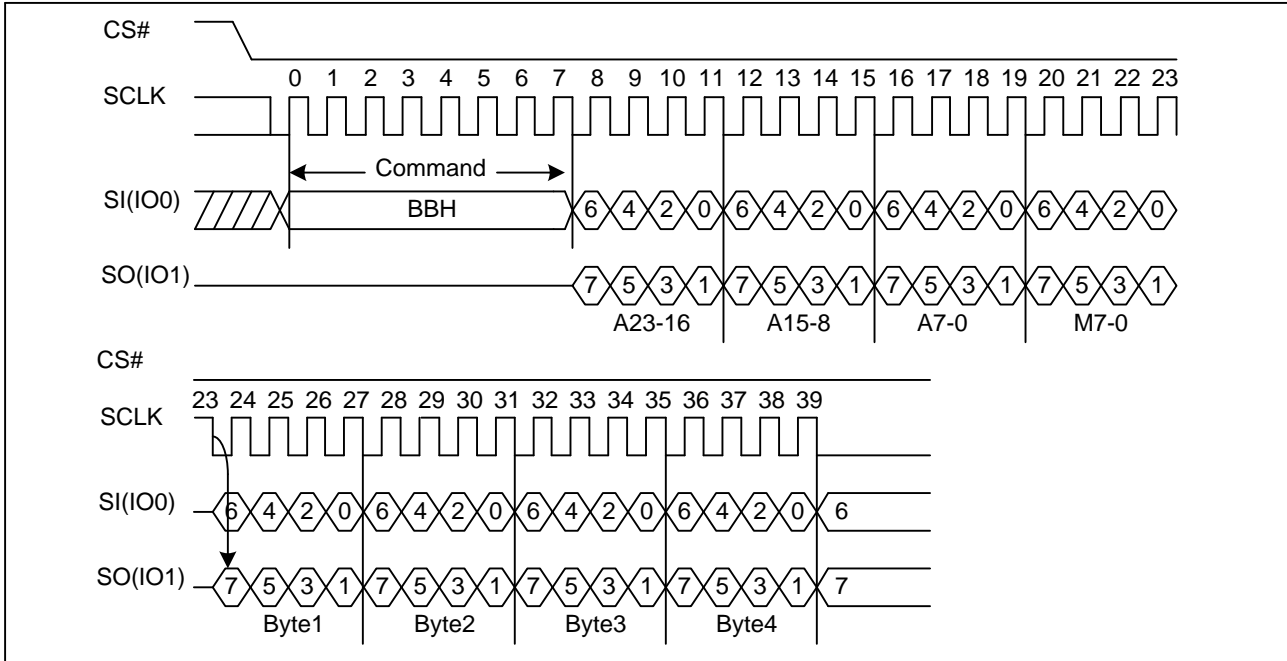 CS#
0 1 2 3 4 5 6 7 8 9 10 11 12 13 14 15 16 17 18 19 20 21 22 23
SCLK
Command
SI(IO0) BBH 6 4 2 0 6 4 2 0 6 4 2 0 6 4 2 0
SO(IO1) 7 5 3 1 7 5 3 1 7 5 3 1 7 5 3 1
A23-16 A15-8 A7-0 M7-0
CS#
23 24 25 26 27 28 29 30 31 32 33 34 35 36 37 38 39
SCLK
SI(IO0) 6 4 2 0 6 4 2 0 6 4 2 0 6 4 2 0 6
SO(IO1) 7 5 3 1 7 5 3 1 7 5 3 1 7 5 3 1 7
Byte1 Byte2 Byte3 Byte4